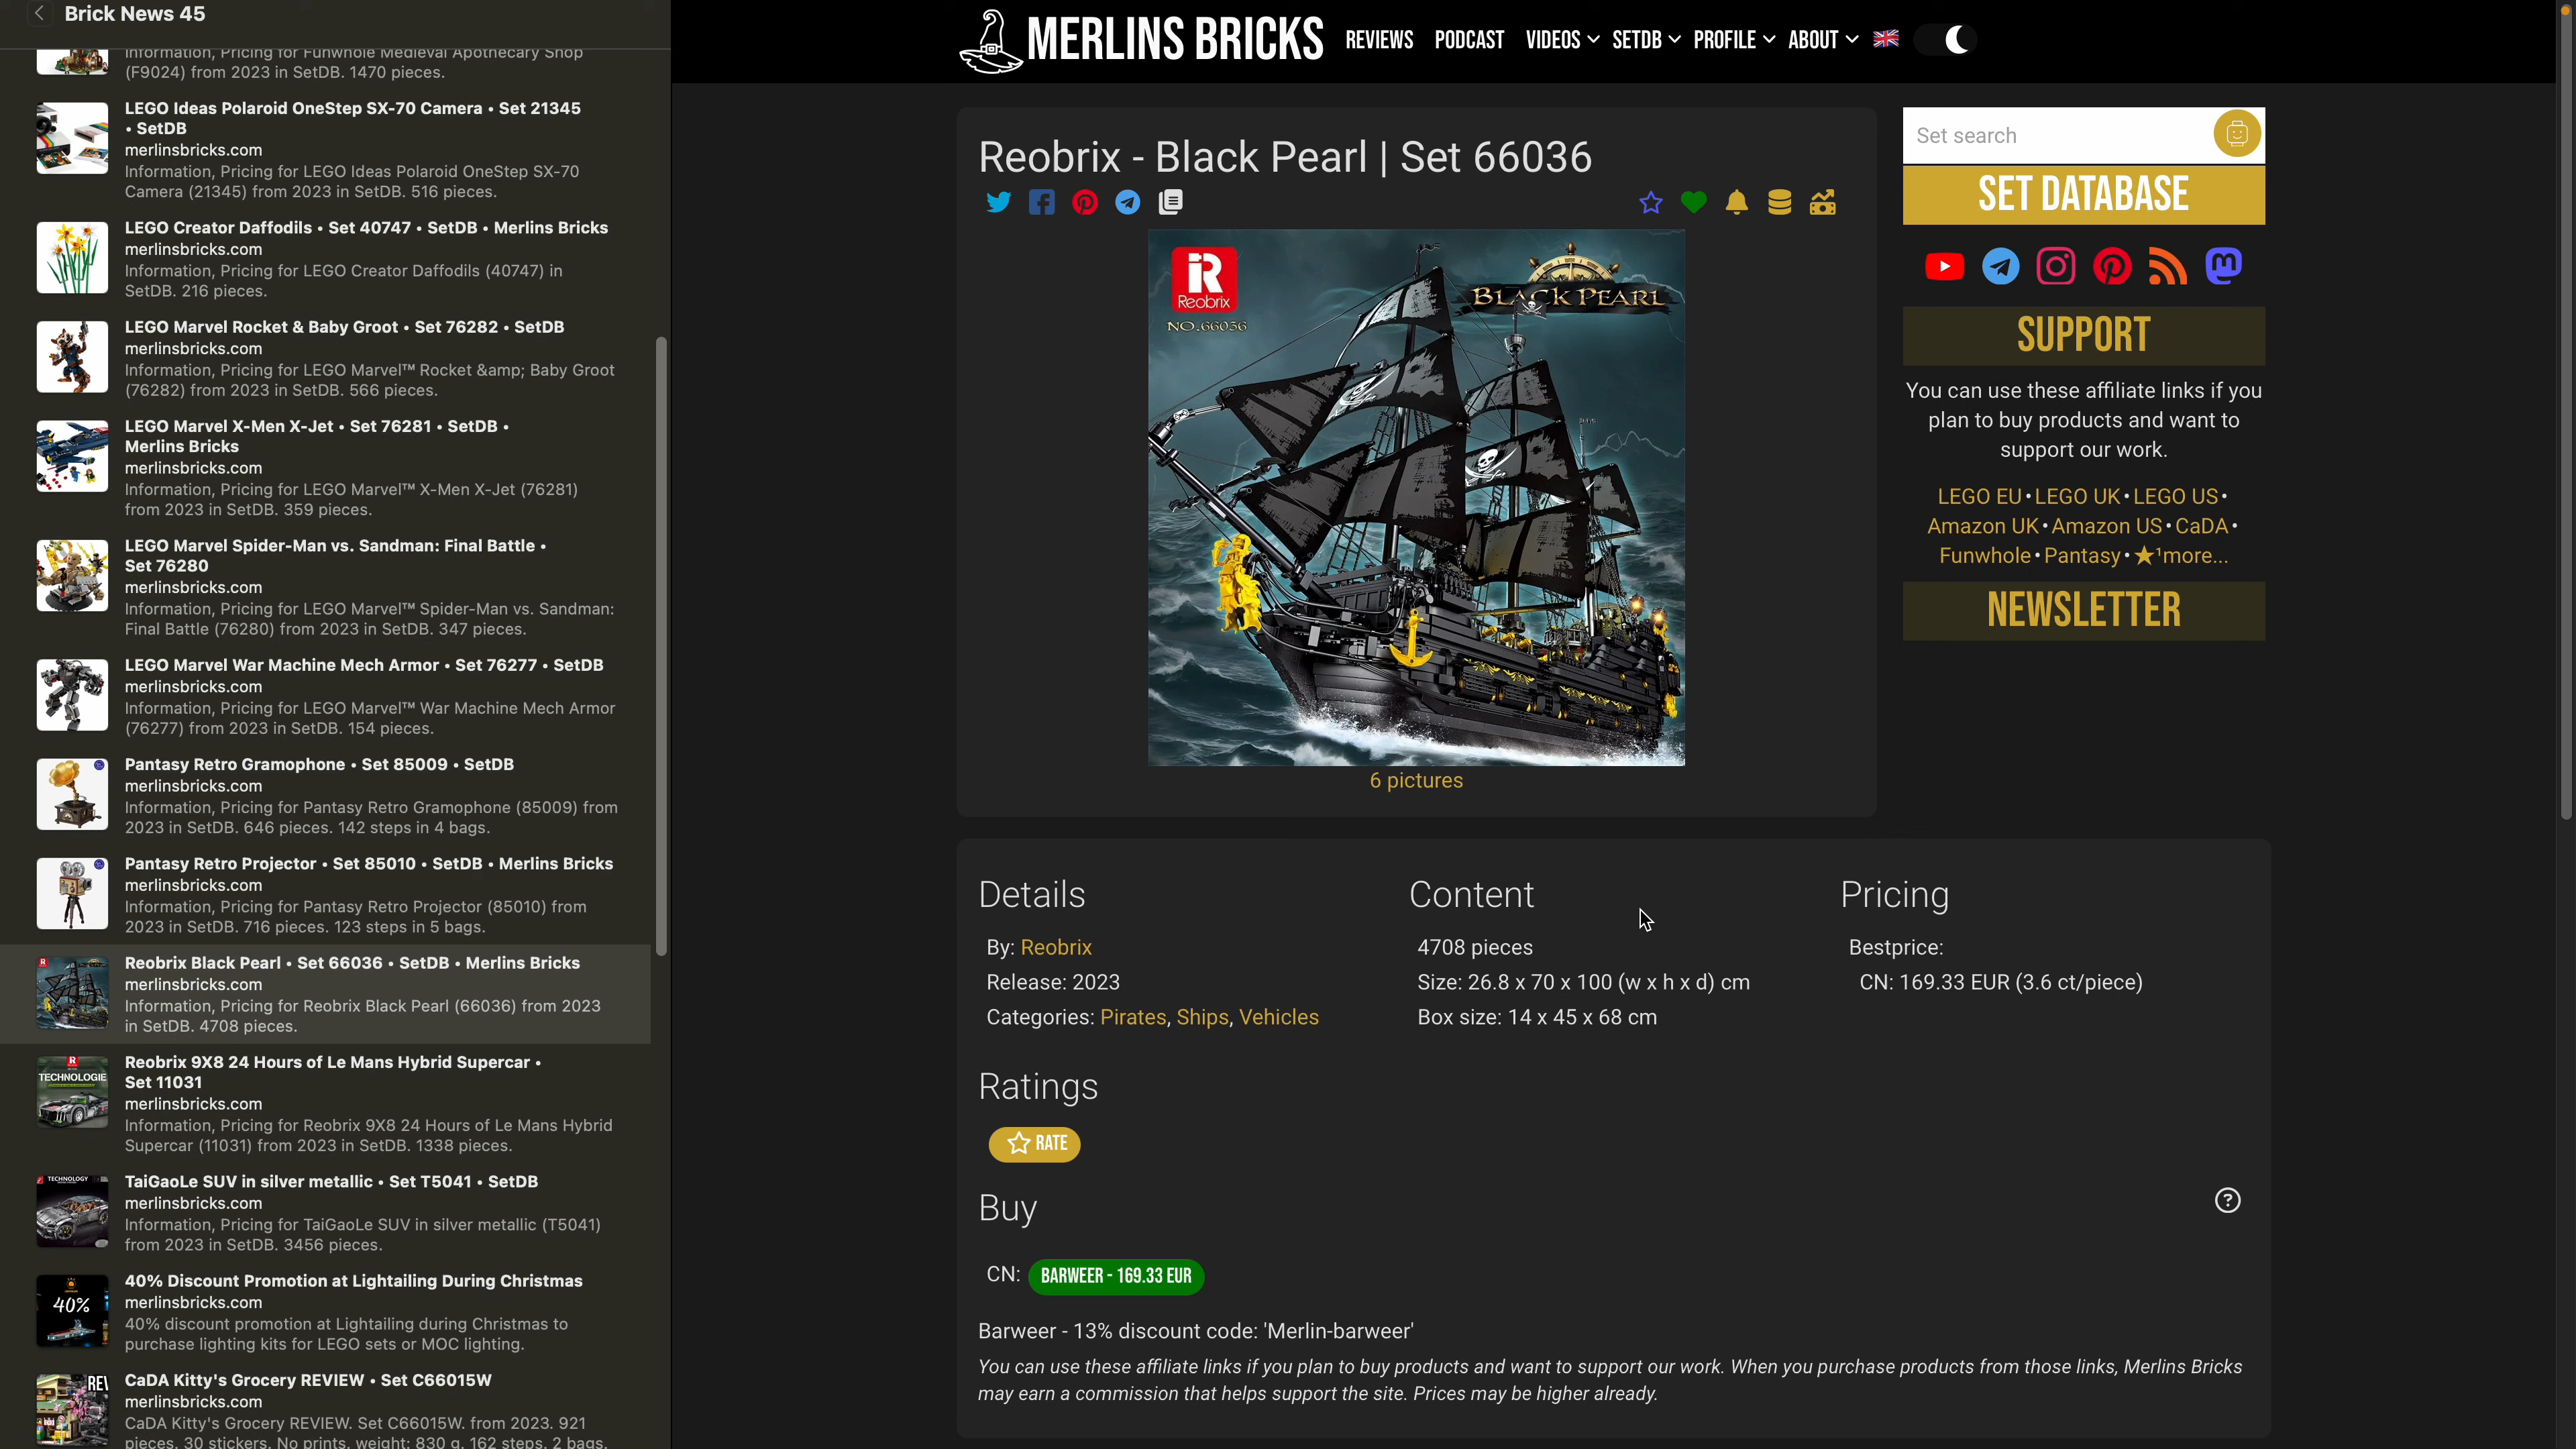 Brick News 45
Information, Pricing for Funwhole Medieval Apothecary Shop
(F9024) from 2023 in SetDB. 1470 pieces.
LEGO Ideas Polaroid OneStep SX-70 Camera • Set 21345
• SetDB
merlinsbricks.com
Information, Pricing for LEGO Ideas Polaroid OneStep SX-70
Camera (21345) from 2023 in SetDB. 516 pieces.
LEGO Creator Daffodils • Set 40747 • SetDB • Merlins Bricks
merlinsbricks.com
Information, Pricing for LEGO Creator Daffodils (40747) in
SetDB. 216 pieces.
LEGO Marvel Rocket & Baby Groot • Set 76282 • SetDB
merlinsbricks.com
Information, Pricing for LEGO Marvel™ Rocket &amp; Baby Groot
(76282) from 2023 in SetDB. 566 pieces.
LEGO Marvel X-Men X-Jet • Set 76281 • SetDB •
Merlins Bricks
merlinsbricks.com
Information, Pricing for LEGO Marvel™ X-Men X-Jet (76281)
from 2023 in SetDB. 359 pieces.
LEGO Marvel Spider-Man vs. Sandman: Final Battle •
Set 76280
merlinsbricks.com
Information, Pricing for LEGO Marvel™ Spider-Man vs. Sandman:
Final Battle (76280) from 2023 in SetDB. 347 pieces.
LEGO Marvel War Machine Mech Armor • Set 76277 • SetDB
merlinsbricks.com
Information, Pricing for LEGO Marvel™ War Machine Mech Armor
(76277) from 2023 in SetDB. 154 pieces.
Pantasy Retro Gramophone • Set 85009 • SetDB
merlinsbricks.com
Information, Pricing for Pantasy Retro Gramophone (85009) from
2023 in SetDB. 646 pieces. 142 steps in 4 bags.
Pantasy Retro Projector • Set 85010 • SetDB • Merlins Bricks
merlinsbricks.com
Information, Pricing for Pantasy Retro Projector (85010) from
2023 in SetDB. 716 pieces. 123 steps in 5 bags.
Reobrix Black Pearl • Set 66036 • SetDB • Merlins Bricks
merlinsbricks.com
Information, Pricing for Reobrix Black Pearl (66036) from 2023
in SetDB. 4708 pieces.
TECHNOLOGIE
Reobrix 9X8 24 Hours of Le Mans Hybrid Supercar •
Set 11031
merlinsbricks.com
Information, Pricing for Reobrix 9X8 24 Hours of Le Mans Hybrid
Supercar (11031) from 2023 in SetDB. 1338 pieces.
TECHNOLOGY
TaiGaoLe SUV in silver metallic • Set T5041 • SetDB
merlinsbricks.com
Information, Pricing for TaiGaoLe SUV in silver metallic (T5041)
from 2023 in SetDB. 3456 pieces.
40%
40% Discount Promotion at Lightailing During Christmas
merlinsbricks.com
40% discount promotion at Lightailing during Christmas to
purchase lighting kits for LEGO sets or MOC lighting.
REV
CaDA Kitty's Grocery REVIEW • Set C66015W
merlinsbricks.com
CaDA Kitty's Grocery REVIEW. Set C66015W. from 2023. 921
pieces. 30 stickers. No prints. weight: 830 g. 162 steps. 2 bags.
MERLINS BRICKS
REVIEWS PODCAST VIDEOS SETDB PROFILE ABOUT
Reobrix - Black Pearl | Set 66036
R
Reobrix
NO.66036
BLACK PEARL
6 pictures
Set search
SET DATABASE
SUPPORT
You can use these affiliate links if you
plan to buy products and want to
support our work.
LEGO EU • LEGO UK • LEGO US •
Amazon UK • Amazon US • CaDA •
Funwhole • Pantasy • ★¹more...
NEWSLETTER
Details
By: Reobrix
Release: 2023
Categories: Pirates, Ships, Vehicles
Content
4708 pieces
Size: 26.8 x 70 x 100 (w x h x d) cm
Box size: 14 x 45 x 68 cm
Pricing
Bestprice:
CN: 169.33 EUR (3.6 ct/piece)
Ratings
RATE
Buy
?
CN: BARWEER - 169.33 EUR
Barweer - 13% discount code: 'Merlin-barweer'
You can use these affiliate links if you plan to buy products and want to support our work. When you purchase products from those links, Merlins Bricks
may earn a commission that helps support the site. Prices may be higher already.